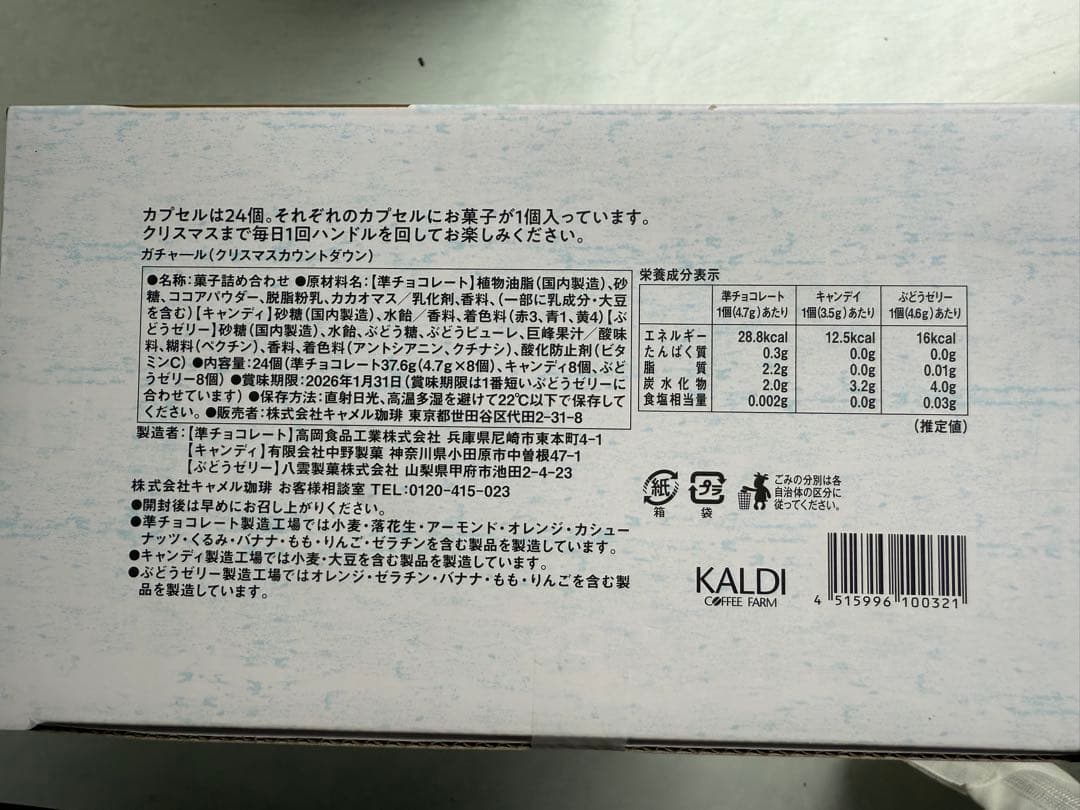 カプセルは24個。それぞれのカプセルにお菓子が1個入っています。
クリスマスまで毎日1回ハンドルを回してお楽しみください。
ガチャール(クリスマスカウントダウン)
●名称:菓子詰め合わせ ●原材料名:【準チョコレート】植物油脂(国内製造)、砂
糖、ココアパウダー、脱脂粉乳、カカオマス/乳化剤、香料、(一部に乳成分・大豆
を含む)【キャンディ】砂糖(国内製造)、水飴/香料、着色料(赤3、青1、黄4)【ぶ
どうゼリー】砂糖(国内製造)、水飴、ぶどう糖、ぶどうピューレ、巨峰果汁/酸味
料、糊料(ペクチン)、香料、着色料(アントシアニン、クチナシ)、酸化防止剤(ビタ
ミンC) ●内容量:24個(準チョコレート37.6g(4.7g×8個)、キャンディ8個、ぶど
うゼリー8個) ●賞味期限:2026年1月31日(賞味期限は1番短いぶどうゼリーに
合わせています) ●保存方法:直射日光、高温多湿を避けて22℃以下で保存して
ください。 ●販売者:株式会社キャメル珈琲 東京都世田谷区代田2-31-8
製造者:【準チョコレート】高岡食品工業株式会社 兵庫県尼崎市東本町4-1
【キャンディ】有限会社中野製菓 神奈川県小田原市中曽根47-1
【ぶどうゼリー】八雲製菓株式会社 山梨県甲府市池田2-4-23
株式会社キャメル珈琲 お客様相談室 TEL:0120-415-023
●開封後は早めにお召し上がりください。
●準チョコレート製造工場では小麦・落花生・アーモンド・オレンジ・カシュー
ナッツ・くるみ・バナナ・もも・りんご・ゼラチンを含む製品を製造しています。
●キャンディ製造工場では小麦・大豆を含む製品を製造しています。
●ぶどうゼリー製造工場ではオレンジ・ゼラチン・バナナ・もも・りんごを含む製
品を製造しています。
栄養成分表示
準チョコレート キャンデイ ぶどうゼリー
1個(4.7g)あたり 1個(3.5g)あたり 1個(4.6g)あたり
エネルギー 28.8kcal 12.5kcal 16kcal
たんぱく質 0.3g 0.0g 0.0g
脂質 2.2g 0.0g 0.01g
炭水化物 2.0g 3.2g 4.0g
食塩相当量 0.002g 0.0g 0.03g
(推定値)
紙 プラ
箱 袋
ごみの分別は各
自治体の区分に
従ってください。
KALDI
COFFEE FARM
4 515996 100321